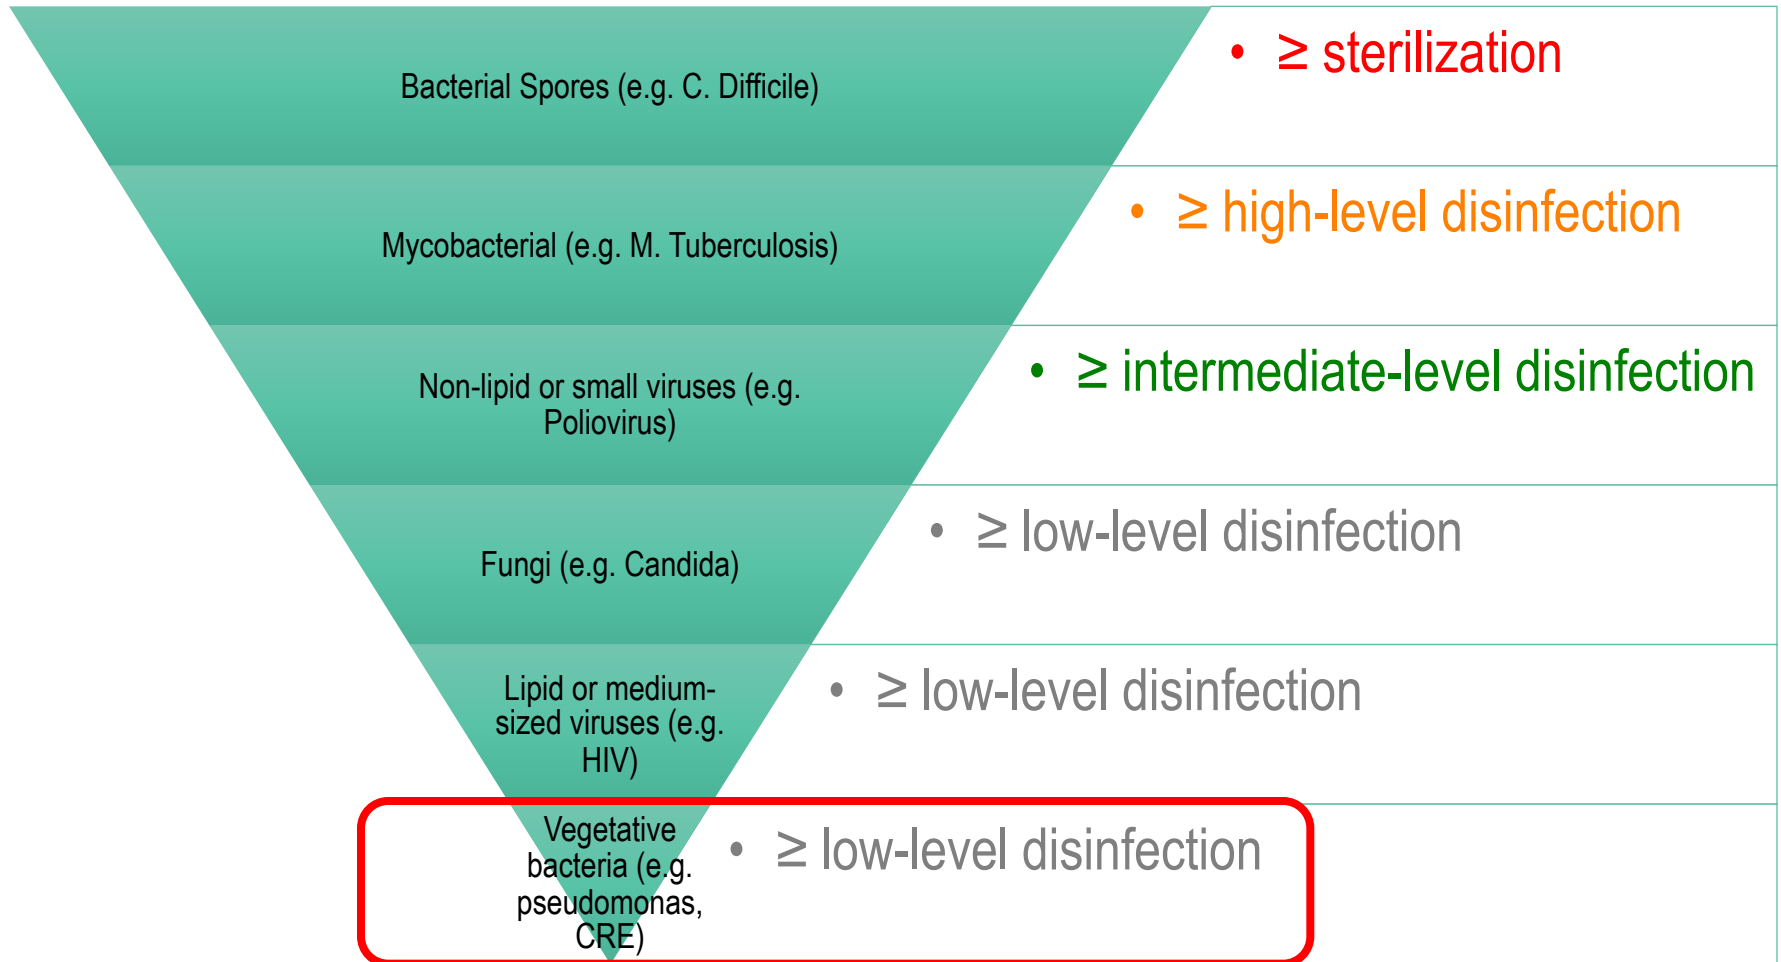 Bacterial Spores (e.g. C. Difficile)
• ≥ sterilization
Mycobacterial (e.g. M. Tuberculosis)
• ≥ high-level disinfection
Non-lipid or small viruses (e.g.
Poliovirus)
• ≥ intermediate-level disinfection
Fungi (e.g. Candida)
• ≥ low-level disinfection
Lipid or medium-
sized viruses (e.g.
HIV)
• ≥ low-level disinfection
Vegetative
bacteria (e.g.
pseudomonas,
CRE)
• ≥ low-level disinfection